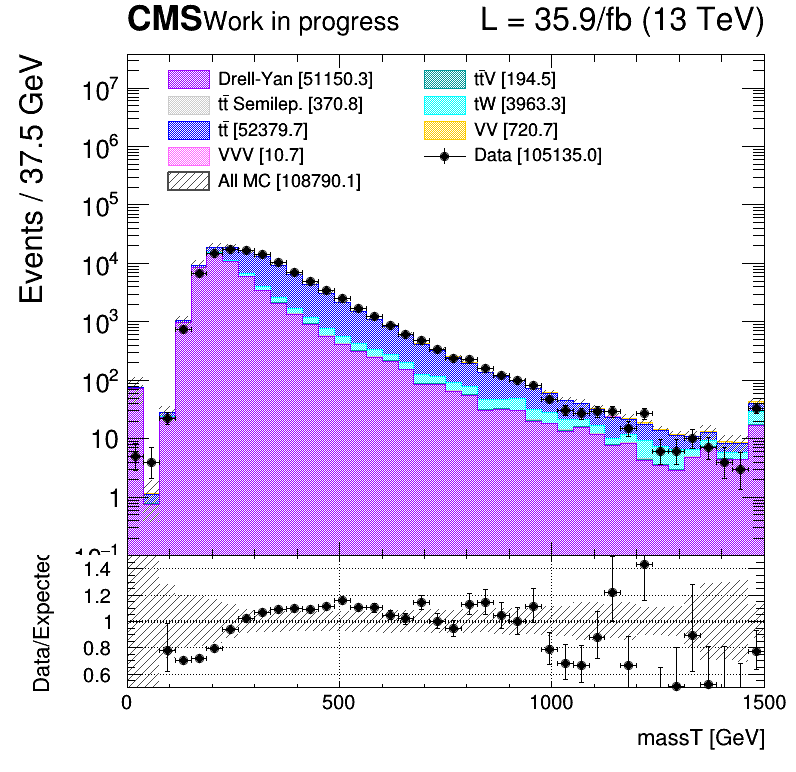 CMS Work in progress L = 35.9/fb (13 TeV)
Events / 37.5 GeV
10⁷
10⁶
10⁵
10⁴
10³
10²
10
1
10⁻¹
Drell-Yan [51150.3]
tt̄ Semilep. [370.8]
tt̄ [52379.7]
VVV [10.7]
All MC [108790.1]
tt̄V [194.5]
tW [3963.3]
VV [720.7]
Data [105135.0]
Data/Expected
1.4
1.2
1
0.8
0.6
0 500 1000 1500
massT [GeV]